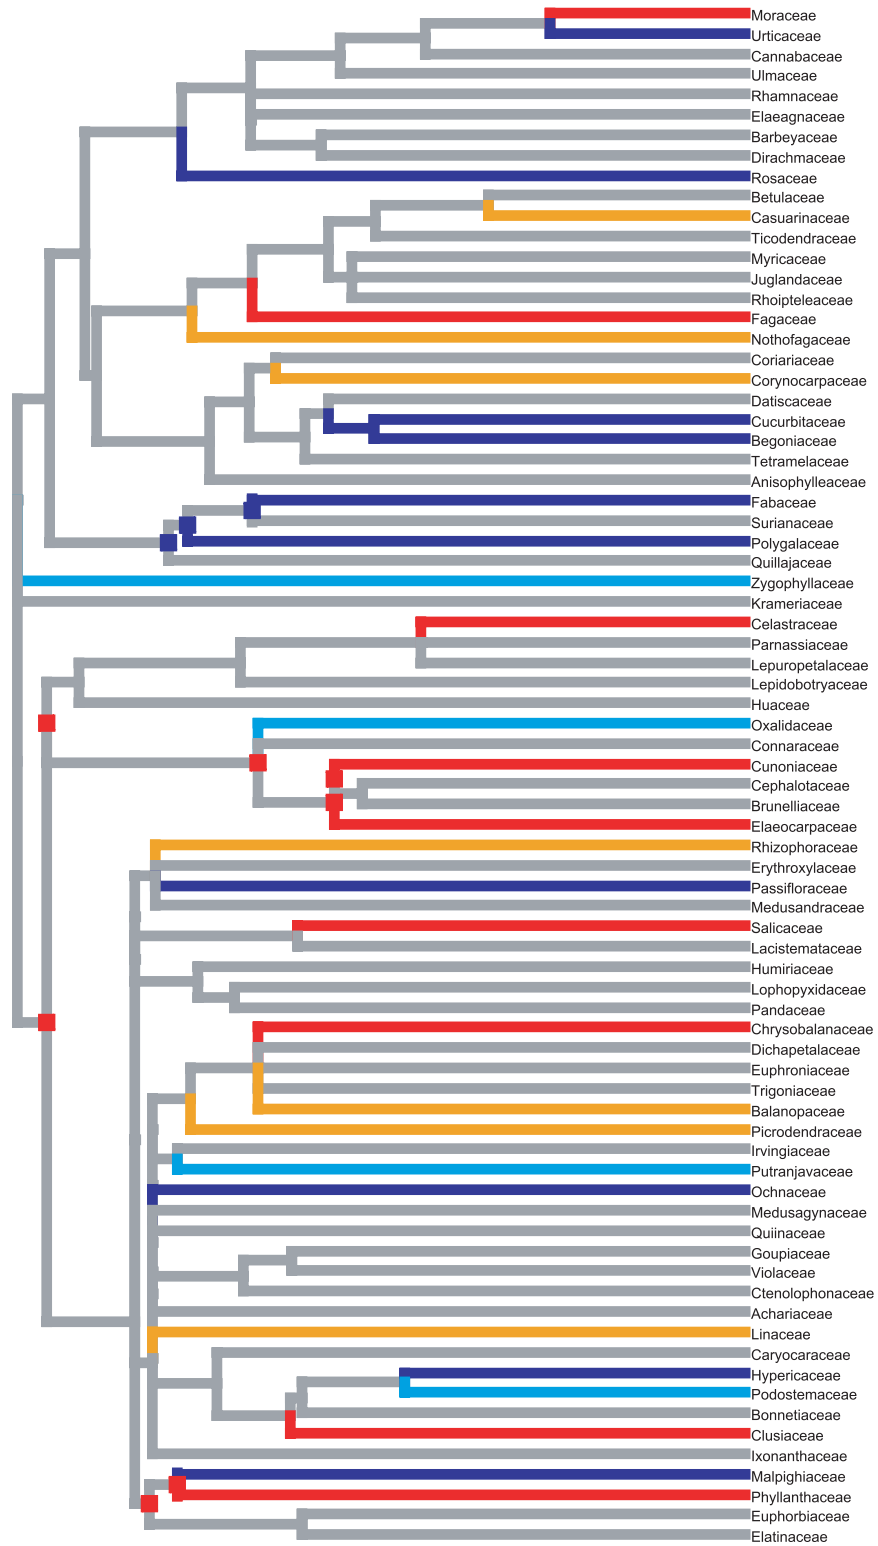 Moraceae
Urticaceae
Cannabaceae
Ulmaceae
Rhamnaceae
Elaeagnaceae
Barbeyaceae
Dirachmaceae
Rosaceae
Betulaceae
Casuarinaceae
Ticodendraceae
Myricaceae
Juglandaceae
Rhoipteleaceae
Fagaceae
Nothofagaceae
Coriariaceae
Corynocarpaceae
Datiscaceae
Cucurbitaceae
Begoniaceae
Tetramelaceae
Anisophylleaceae
Fabaceae
Surianaceae
Polygalaceae
Quillajaceae
Zygophyllaceae
Krameriaceae
Celastraceae
Parnassiaceae
Lepuropetalaceae
Lepidobotryaceae
Huaceae
Oxalidaceae
Connaraceae
Cunoniaceae
Cephalotaceae
Brunelliaceae
Elaeocarpaceae
Rhizophoraceae
Erythroxylaceae
Passifloraceae
Medusandraceae
Salicaceae
Lacistemataceae
Humiriaceae
Lophopyxidaceae
Pandaceae
Chrysobalanaceae
Dichapetalaceae
Euphroniaceae
Trigoniaceae
Balanopaceae
Picrodendraceae
Irvingiaceae
Putranjavaceae
Ochnaceae
Medusagynaceae
Quiinaceae
Goupiaceae
Violaceae
Ctenolophonaceae
Achariaceae
Linaceae
Caryocaraceae
Hypericaceae
Podostemaceae
Bonnetiaceae
Clusiaceae
Ixonanthaceae
Malpighiaceae
Phyllanthaceae
Euphorbiaceae
Elatinaceae